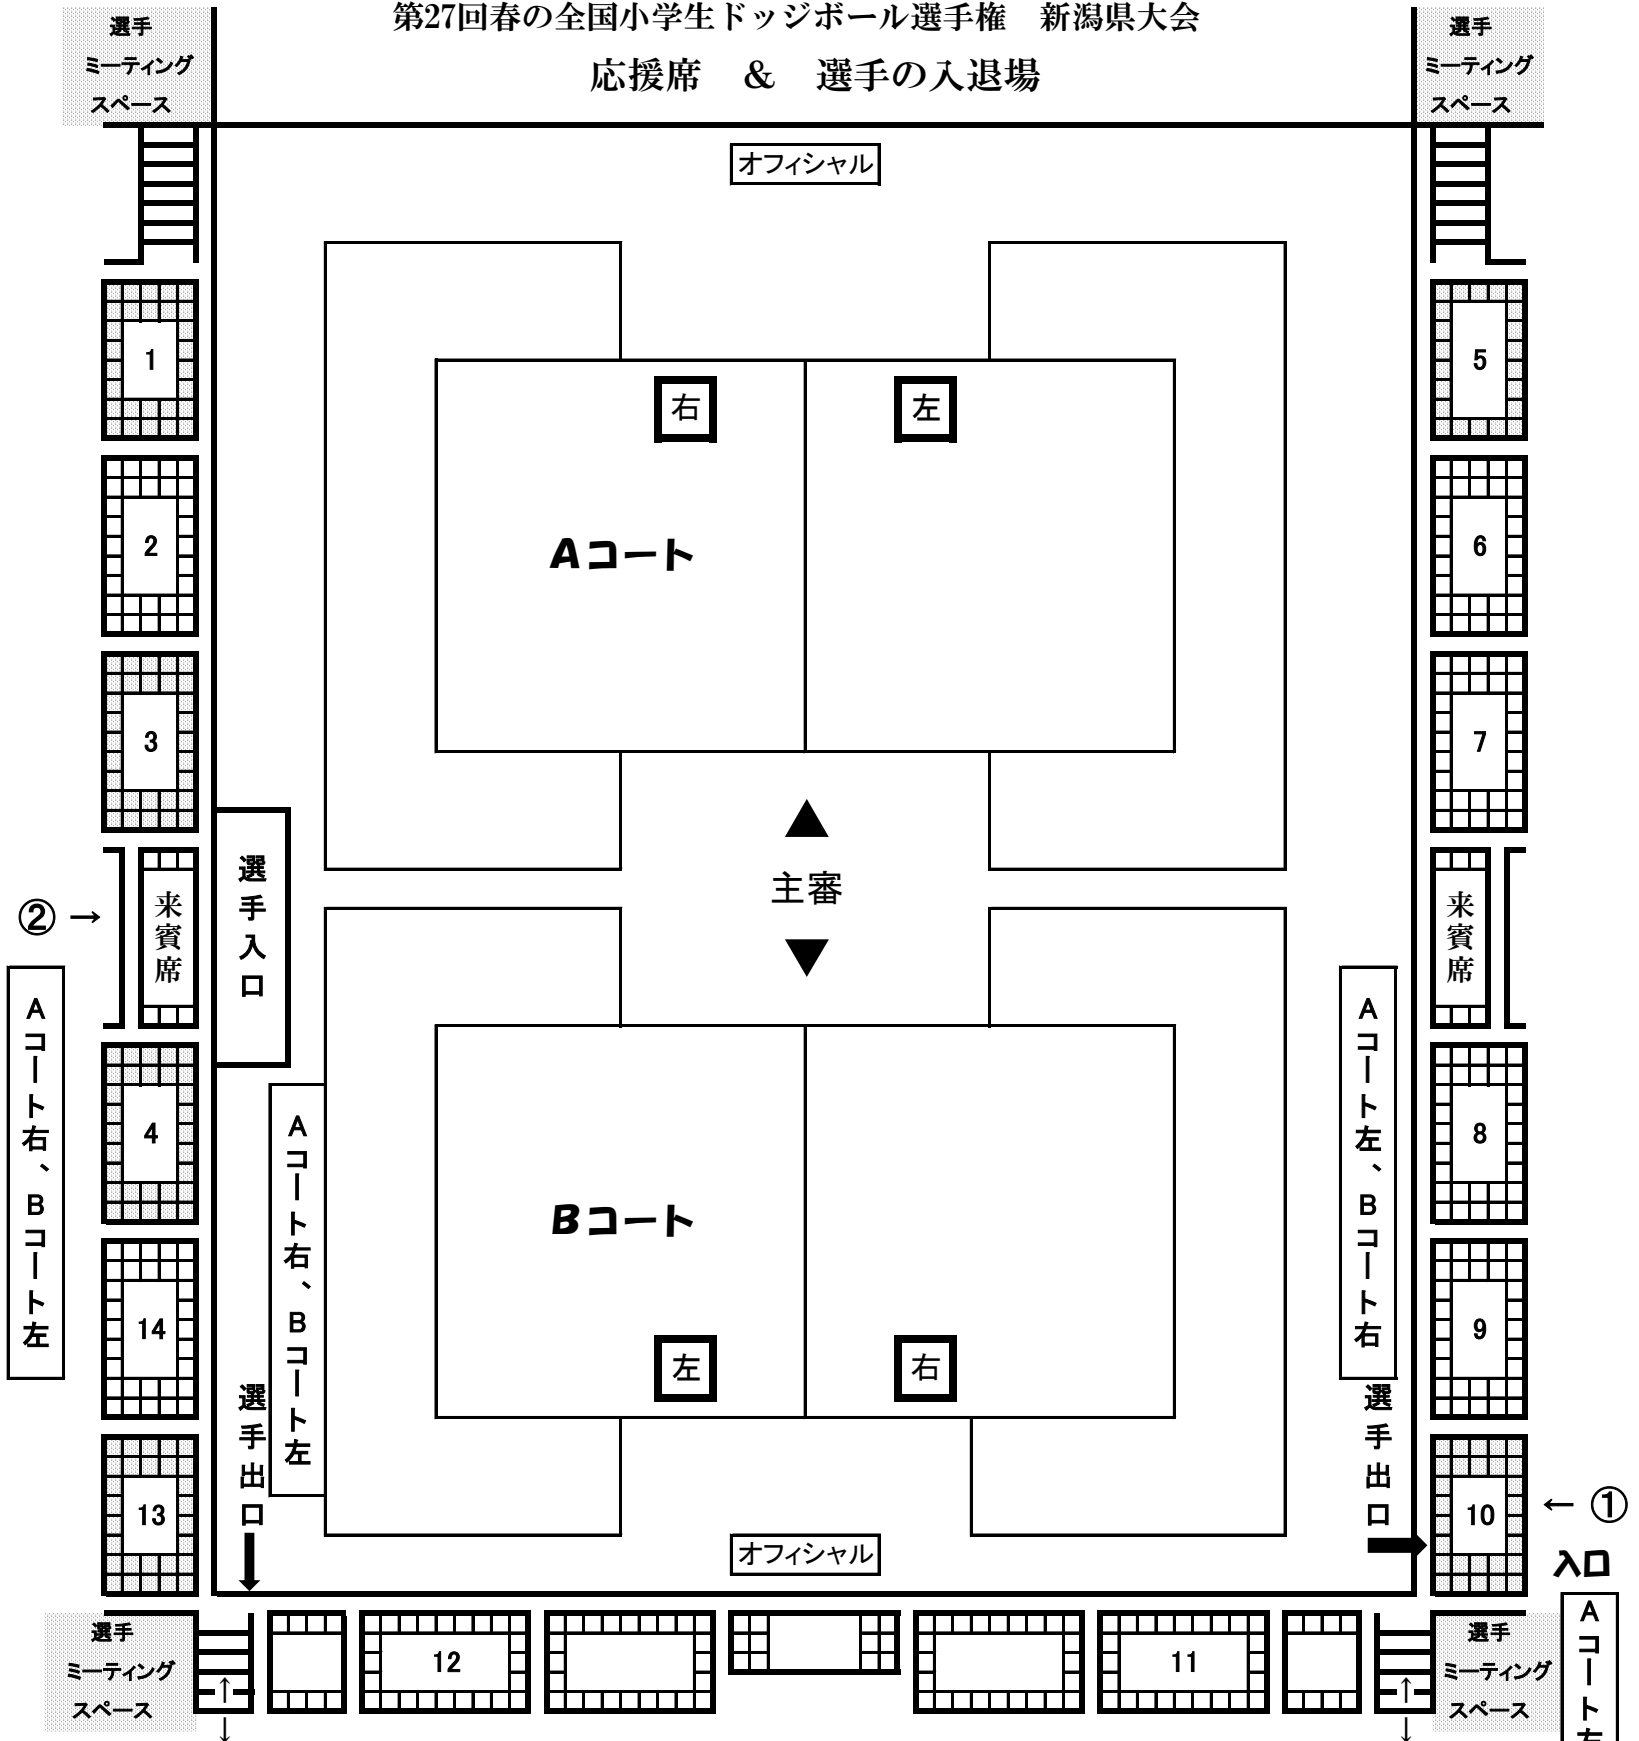 第27回春の全国小学生ドッジボール選手権　新潟県大会
応援席　＆　選手の入退場
選手
ミーティング
スペース
選手
ミーティング
スペース
オフィシャル
1
5
右
左
2
Aコート
6
3
7
選手入口
主審
②→
来賓席
来賓席
Aコート右、Bコート左
Aコート左、Bコート右
4
8
Aコート右、Bコート左
Bコート
14
9
左
右
選手出口
選手出口
13
10
←①
入口
オフィシャル
Aコート左
選手
ミーティング
スペース
↑
↓
12
11
選手
ミーティング
スペース
↑
↓